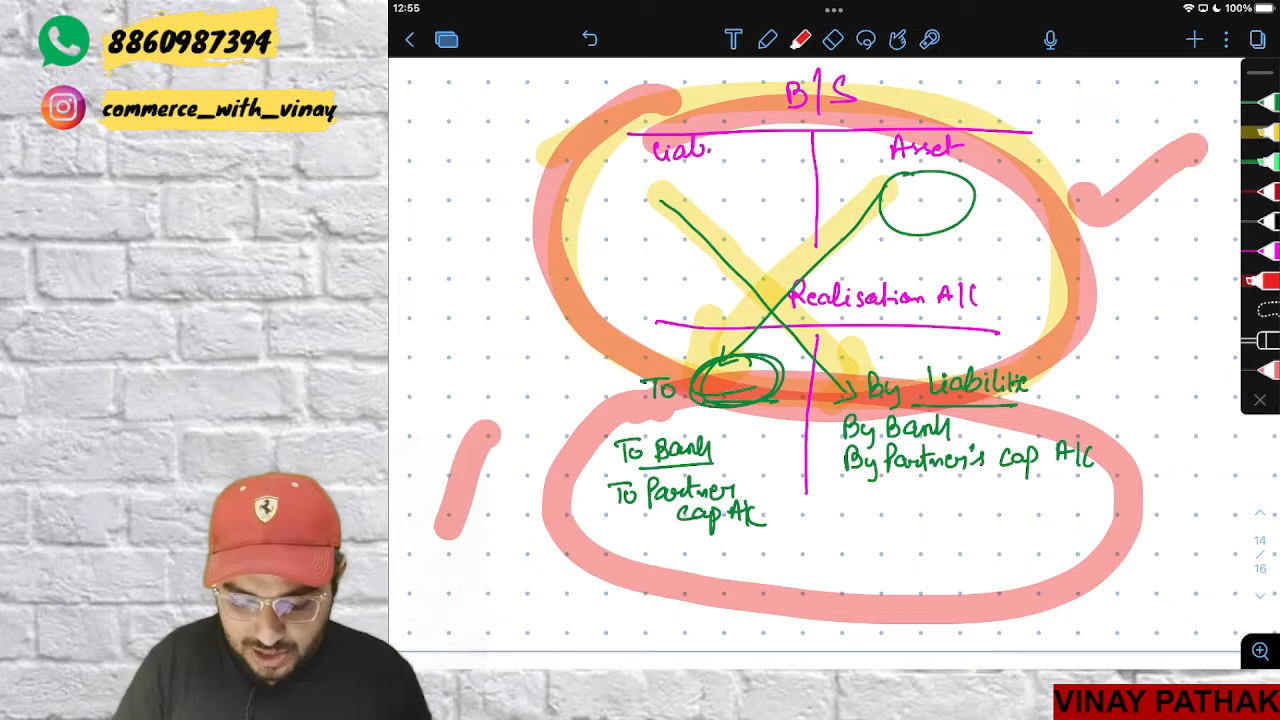 8860987394
commerce_with_vinay
12:55
100%
B/S
Liab.
Asset
Realisation A/C
To
By Liabilitie
To Bank
By Bank
To Partner cap A/C
By Partner's cap A/C
14
/
16
VINAY PATHAK